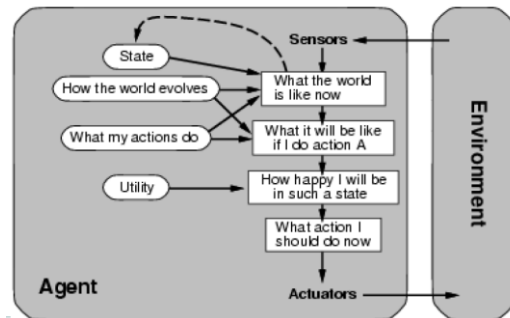 Sensors
State
What the world
is like now
How the world evolves
What my actions do
What it will be like
if I do action A
Utility
How happy I will be
in such a state
What action I
should do now
Agent
Actuators
Environment